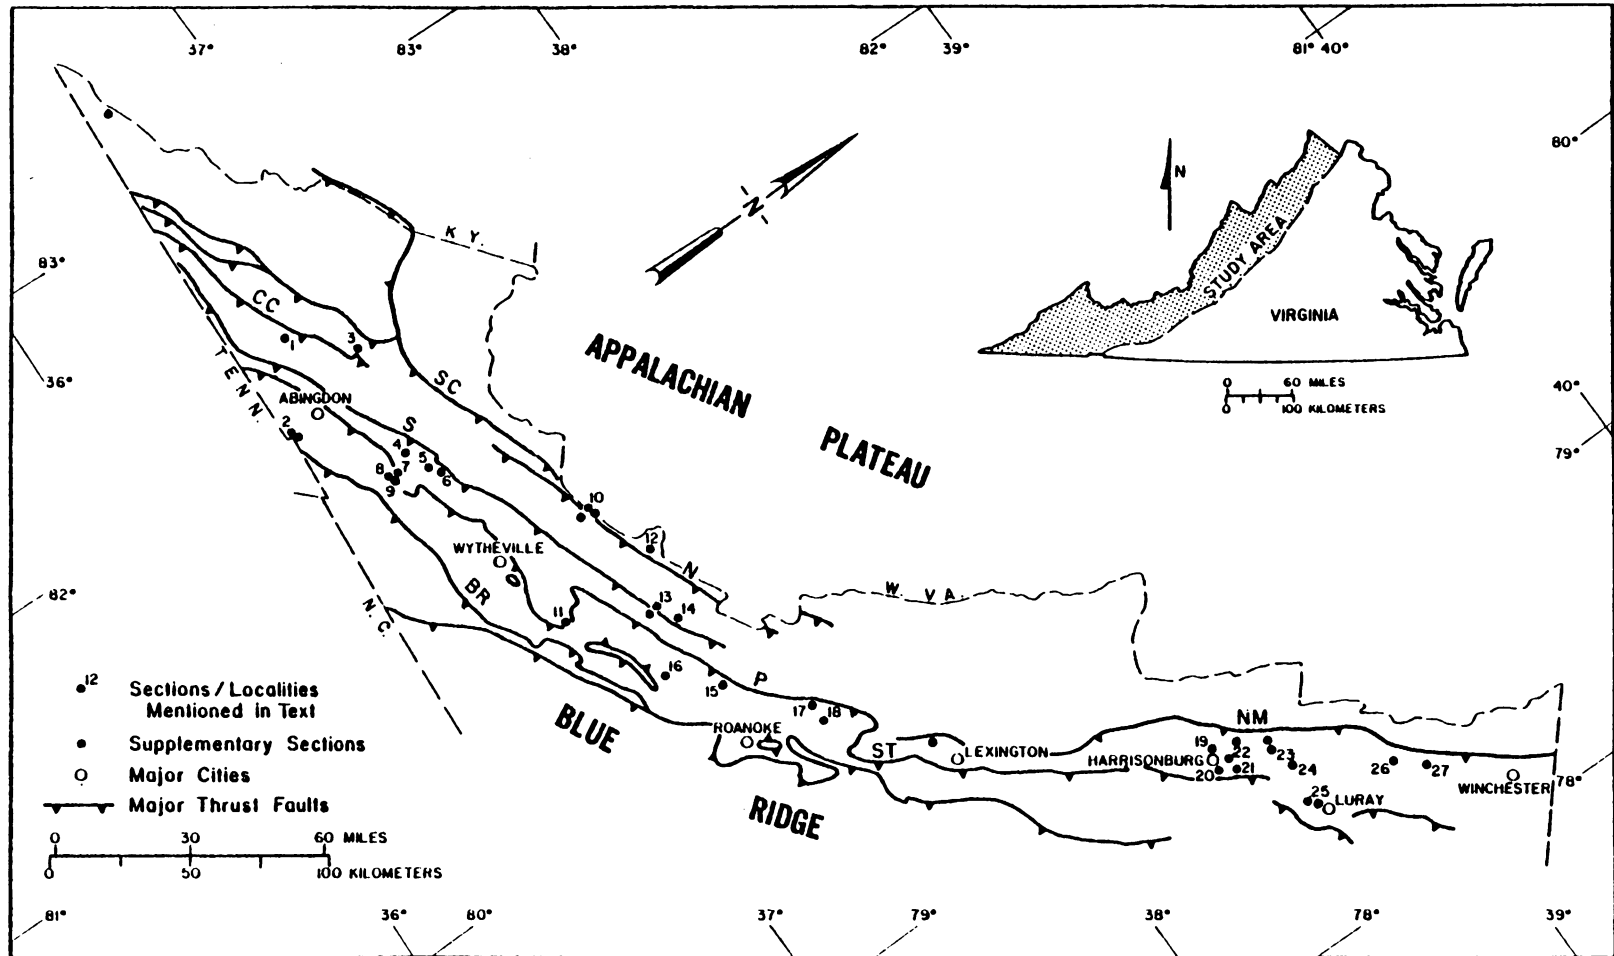 37° 83° 38° 82° 39° 81° 40°
80°
N
N
K Y.
83°
CC
STUDY AREA
VIRGINIA
1
3
APPALACHIAN
SC
TENN.
36°
0 60 MILES
0 100 KILOMETERS
40°
ABINGDON
2
S
4
5
6
7
8
9
PLATEAU
79°
10
12
WYTHEVILLE
N
BR
W. VA.
82°
N.C.
11
13
14
16
15
P
12 Sections / Localities
Mentioned in Text
Supplementary Sections
Major Cities
Major Thrust Faults
0 30 60 MILES
0 50 100 KILOMETERS
BLUE
ROANOKE
17
18
ST
LEXINGTON
NM
HARRISONBURG
19
22
23
20
21
24
26
27
WINCHESTER
78°
25
LURAY
RIDGE
81° 36° 80° 37° 79° 38° 78° 39°